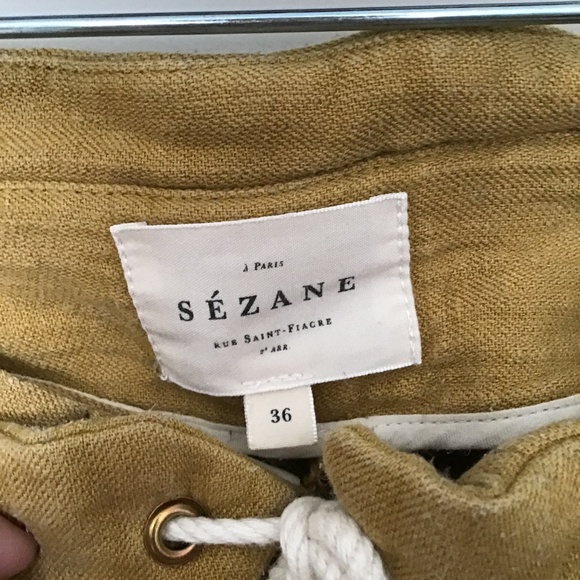 à Paris
SÉZANE
Rue Saint-Fiacre
2e ARR.
36